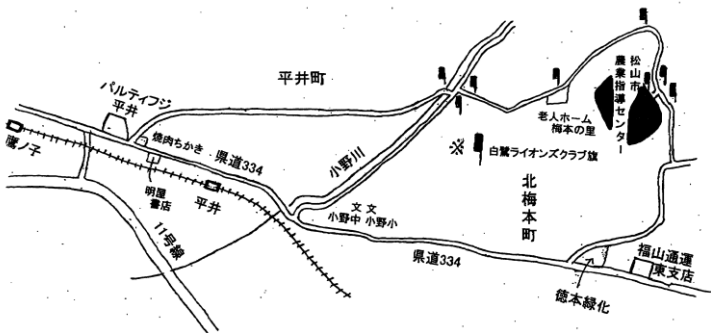 パルティフジ
平井
平井町
焼肉ちかき
県道334
鷹ノ子
明屋
書店
平井
11号線
小野川
文 文
小野中 小野小
※
白鷺ライオンズクラブ旗
老人ホーム
梅本の里
松山市
農業指導センター
北梅本町
県道334
徳本緑化
福山通運
東支店